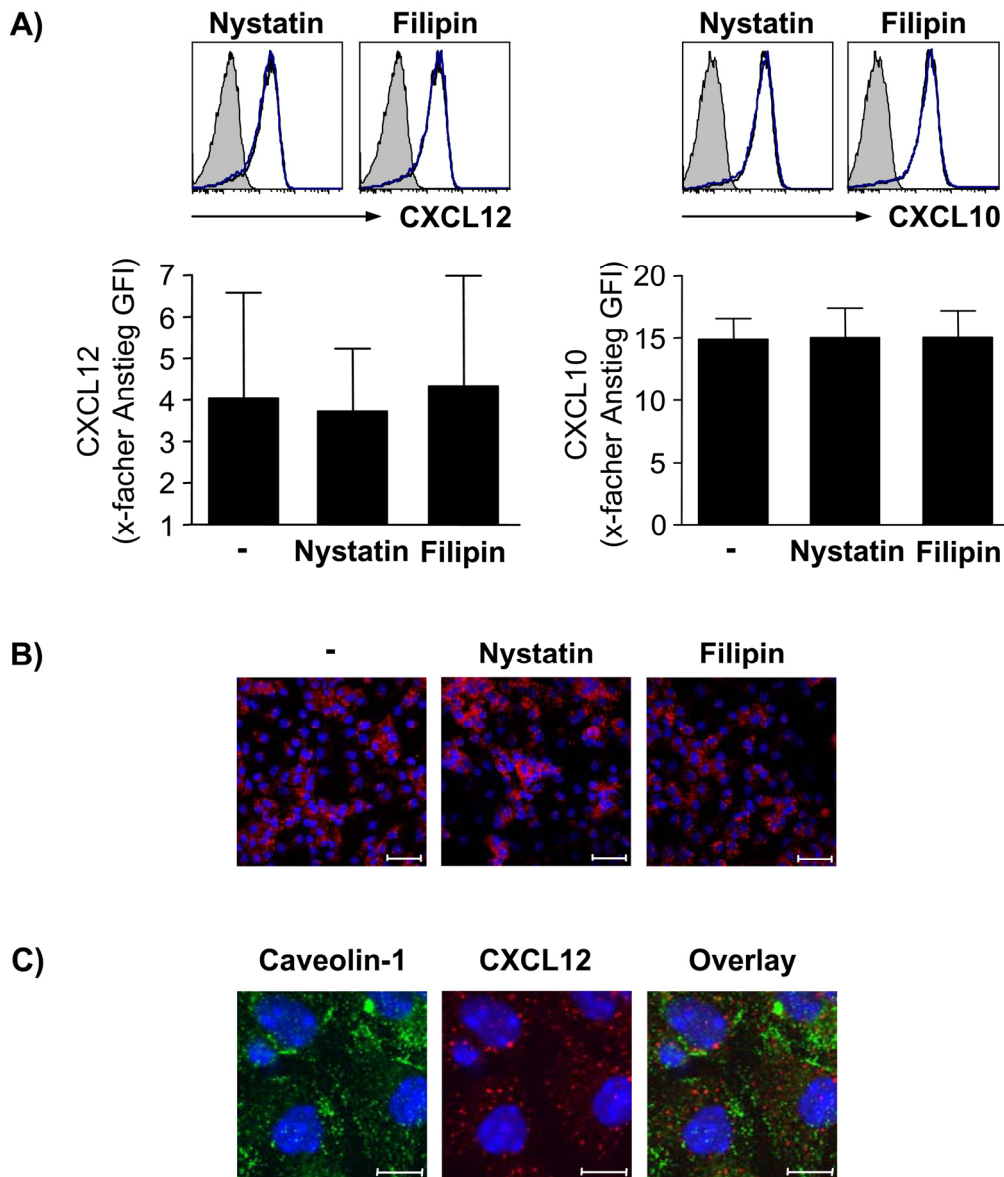 A)
Nystatin Filipin
CXCL12
Nystatin Filipin
CXCL10
CXCL12
(x-facher Anstieg GFI)
7
6
5
4
3
2
1
- Nystatin Filipin
CXCL10
(x-facher Anstieg GFI)
20
15
10
5
0
- Nystatin Filipin
B)
- Nystatin Filipin
C)
Caveolin-1 CXCL12 Overlay